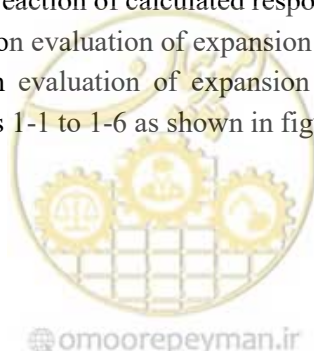 reaction of calculated respo
on evaluation of expansion
n evaluation of expansion
s 1-1 to 1-6 as shown in fig
omoorepeyman.ir